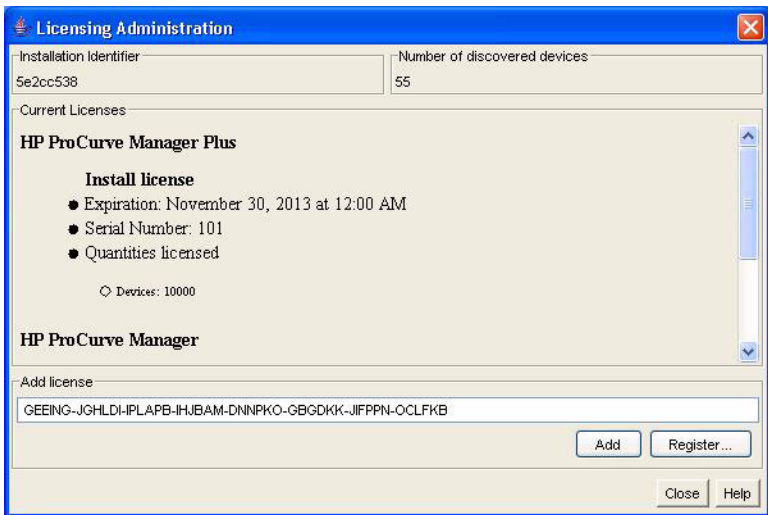 Licensing Administration
Installation Identifier
5e2cc538
Number of discovered devices
55
Current Licenses
HP ProCurve Manager Plus
Install license
Expiration: November 30, 2013 at 12:00 AM
Serial Number: 101
Quantities licensed
Devices: 10000
HP ProCurve Manager
Add license
GEEING-JGHLDI-IPLAPB-IHJBAM-DNNPKO-GBGDKK-JIFPPN-OCLFKB
Add
Register...
Close
Help